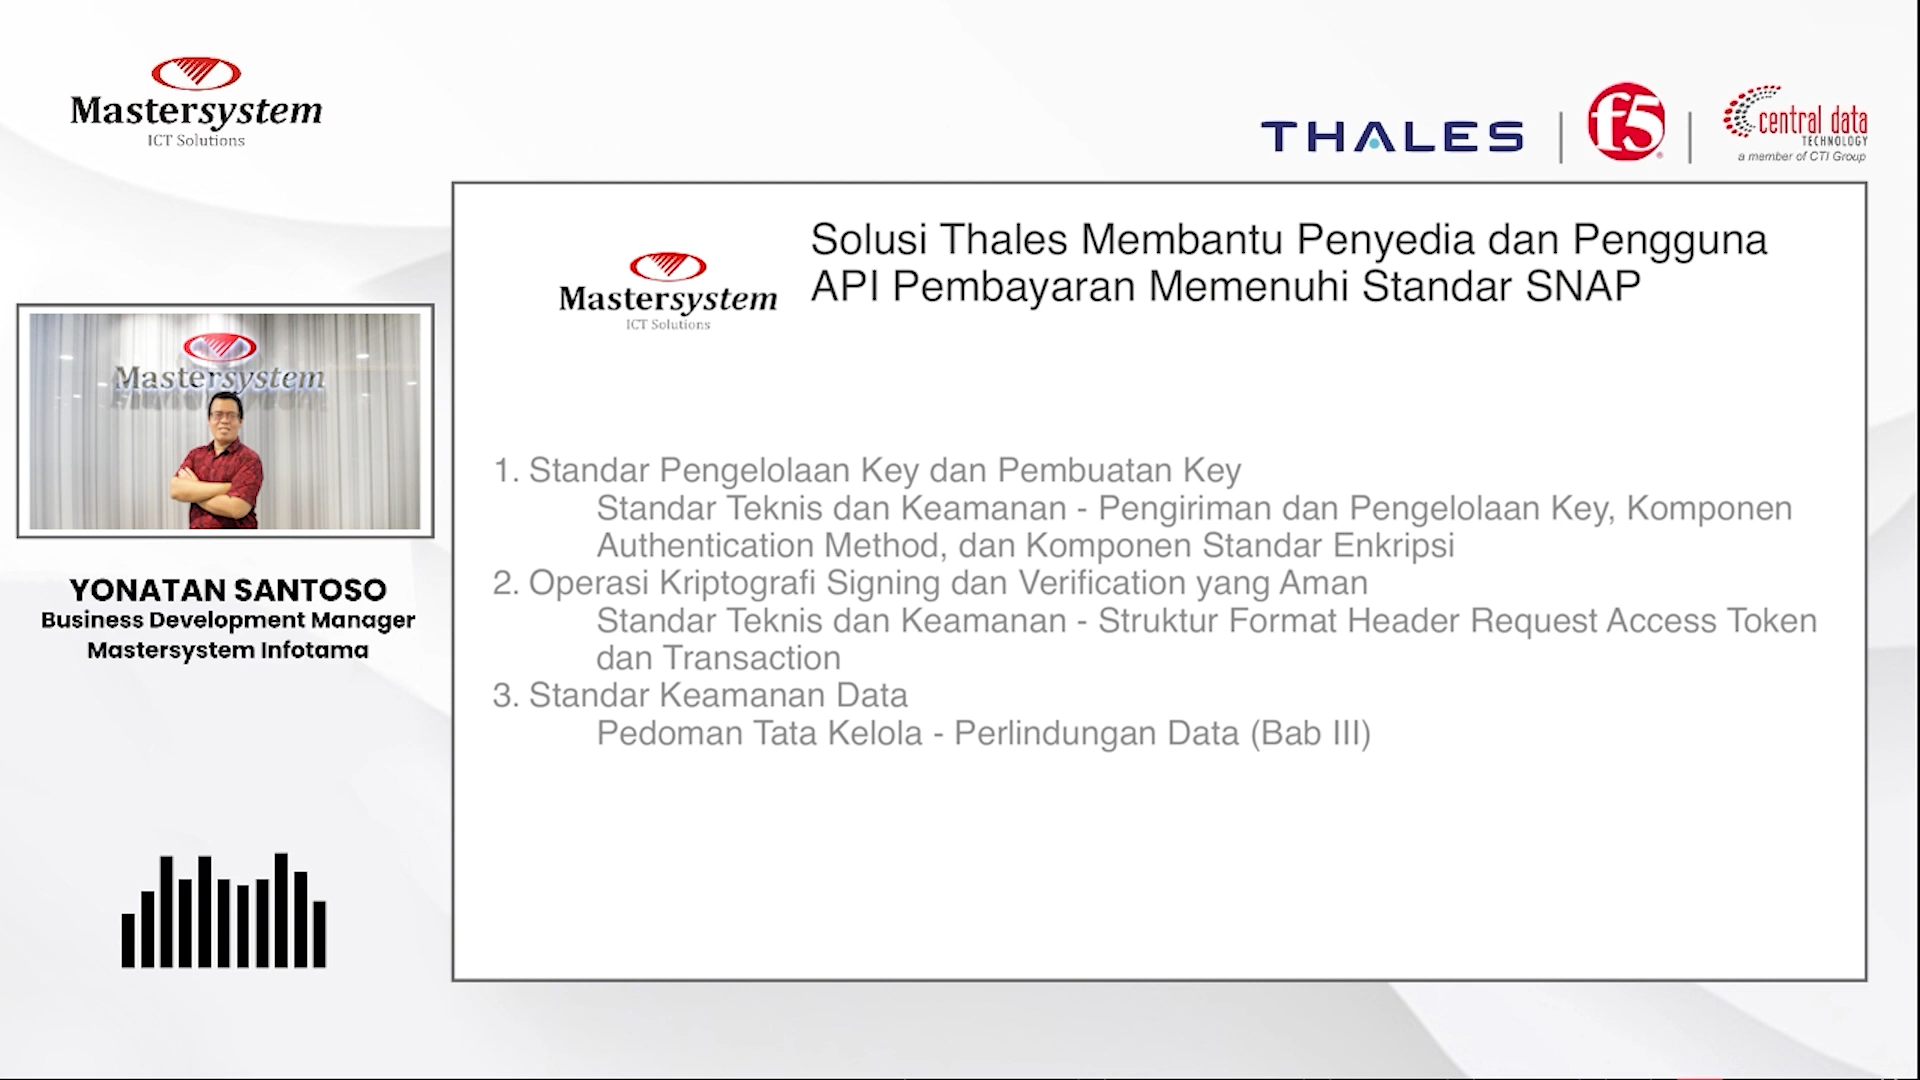 Mastersystem
ICT Solutions
THALES
f5
central data
TECHNOLOGY
a member of CTI Group
Mastersystem
ICT Solutions
Solusi Thales Membantu Penyedia dan Pengguna
API Pembayaran Memenuhi Standar SNAP
Mastersystem
YONATAN SANTOSO
Business Development Manager
Mastersystem Infotama
1. Standar Pengelolaan Key dan Pembuatan Key
Standar Teknis dan Keamanan - Pengiriman dan Pengelolaan Key, Komponen
Authentication Method, dan Komponen Standar Enkripsi
2. Operasi Kriptografi Signing dan Verification yang Aman
Standar Teknis dan Keamanan - Struktur Format Header Request Access Token
dan Transaction
3. Standar Keamanan Data
Pedoman Tata Kelola - Perlindungan Data (Bab III)